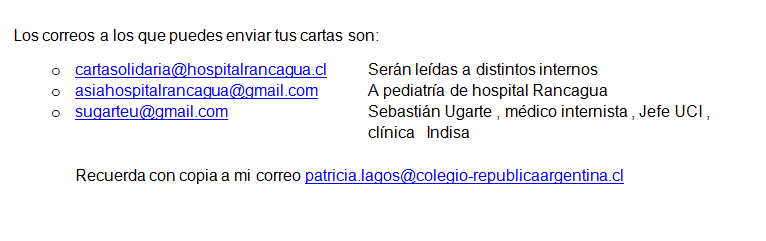 Los correos a los que puedes enviar tus cartas son:
o cartasolidaria@hospitalrancagua.cl Serán leídas a distintos internos
o asiahospitalrancagua@gmail.com A pediatría de hospital Rancagua
o sugarteu@gmail.com Sebastián Ugarte , médico internista , Jefe UCI ,
clínica Indisa
Recuerda con copia a mi correo patricia.lagos@colegio-republicaargentina.cl